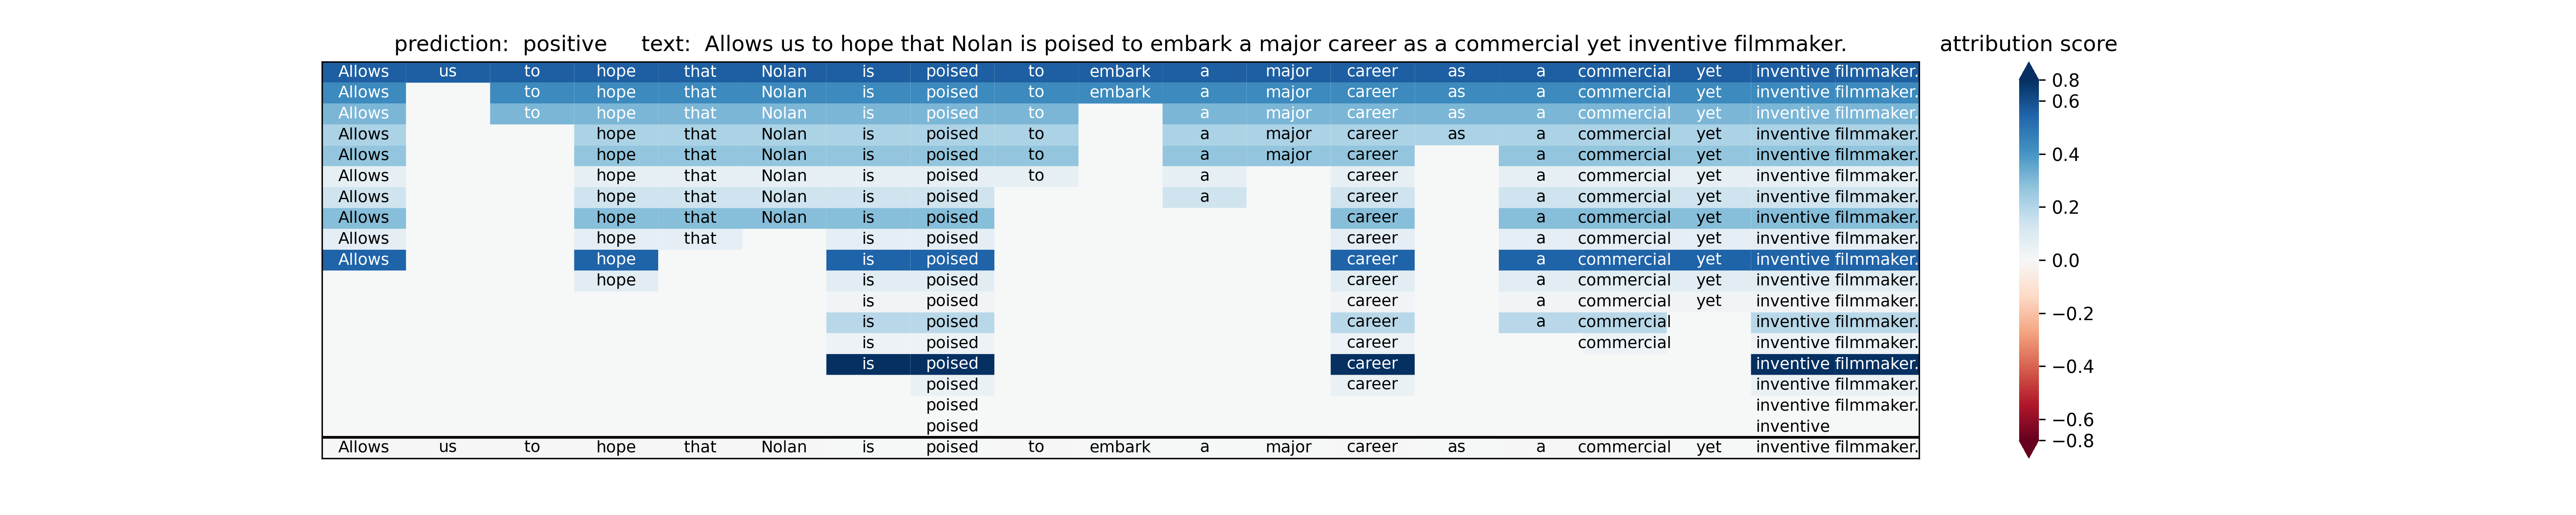 prediction:  positive     text:  Allows us to hope that Nolan is poised to embark a major career as a commercial yet inventive filmmaker.
attribution score
Allows us to hope that Nolan is poised to embark a major career as a commercial yet inventive filmmaker.
Allows to hope that Nolan is poised to embark a major career as a commercial yet inventive filmmaker.
Allows to hope that Nolan is poised to a major career as a commercial yet inventive filmmaker.
Allows hope that Nolan is poised to a major career as a commercial yet inventive filmmaker.
Allows hope that Nolan is poised to a major career a commercial yet inventive filmmaker.
Allows hope that Nolan is poised to a career a commercial yet inventive filmmaker.
Allows hope that Nolan is poised a career a commercial yet inventive filmmaker.
Allows hope that Nolan is poised career a commercial yet inventive filmmaker.
Allows hope that is poised career a commercial yet inventive filmmaker.
Allows hope is poised career a commercial yet inventive filmmaker.
hope is poised career a commercial yet inventive filmmaker.
is poised career a commercial yet inventive filmmaker.
is poised career a commercial inventive filmmaker.
is poised career commercial inventive filmmaker.
is poised career inventive filmmaker.
poised career inventive filmmaker.
poised inventive filmmaker.
poised inventive
Allows us to hope that Nolan is poised to embark a major career as a commercial yet inventive filmmaker.
0.8
0.6
0.4
0.2
0.0
−0.2
−0.4
−0.6
−0.8